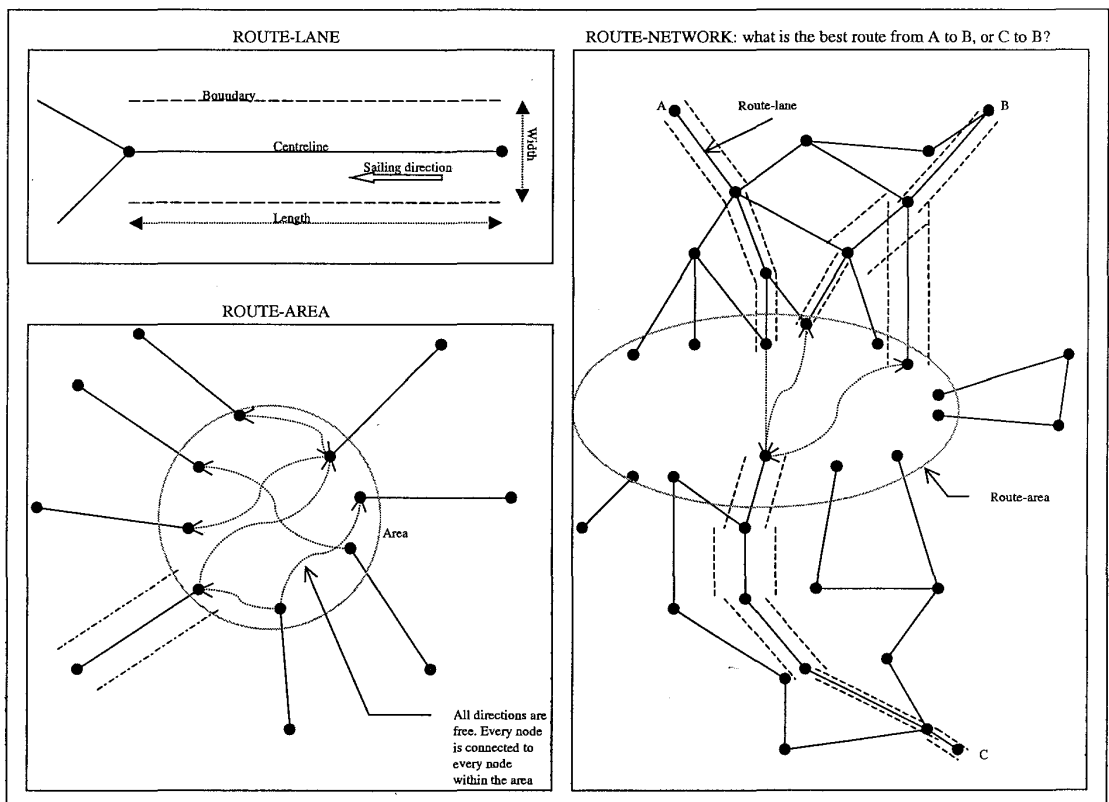 ROUTE-LANE
Boundary
Centreline
Sailing direction
Width
Length
ROUTE-AREA
Area
All directions are
free. Every node
is connected to
every node
within the area
ROUTE-NETWORK: what is the best route from A to B, or C to B?
A
Route-lane
B
Route-area
C